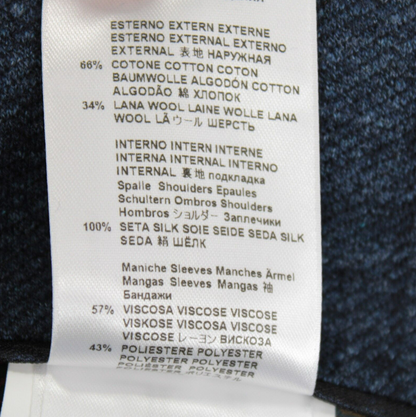 ESTERNO EXTERN EXTERNE
ESTERNO EXTERNAL EXTERNO
EXTERNAL 表地 НАРУЖНАЯ
66% COTONE COTTON COTON
BAUMWOLLE ALGODÓN COTTON
ALGODÃO 綿 ХЛОПОК
34% LANA WOOL LAINE WOLLE LANA
WOOL LÃ ウール ШЕРСТЬ
INTERNO INTERN INTERNE
INTERNA INTERNAL INTERNO
INTERNAL 裏地 подкладка
Spalle Shoulders Epaules
Schultern Ombros Shoulders
Hombros ショルダー Заплечики
100% SETA SILK SOIE SEIDE SEDA SILK
SEDA 絹 ШЁЛК
Maniche Sleeves Manches Ärmel
Mangas Sleeves Mangas 袖
Бандажи
57% VISCOSA VISCOSE VISCOSE
VISKOSE VISCOSA VISCOSE
VISCOSE レーヨン ВИСКОЗА
43% POLIESTERE POLYESTER
POLYESTER POLYESTER